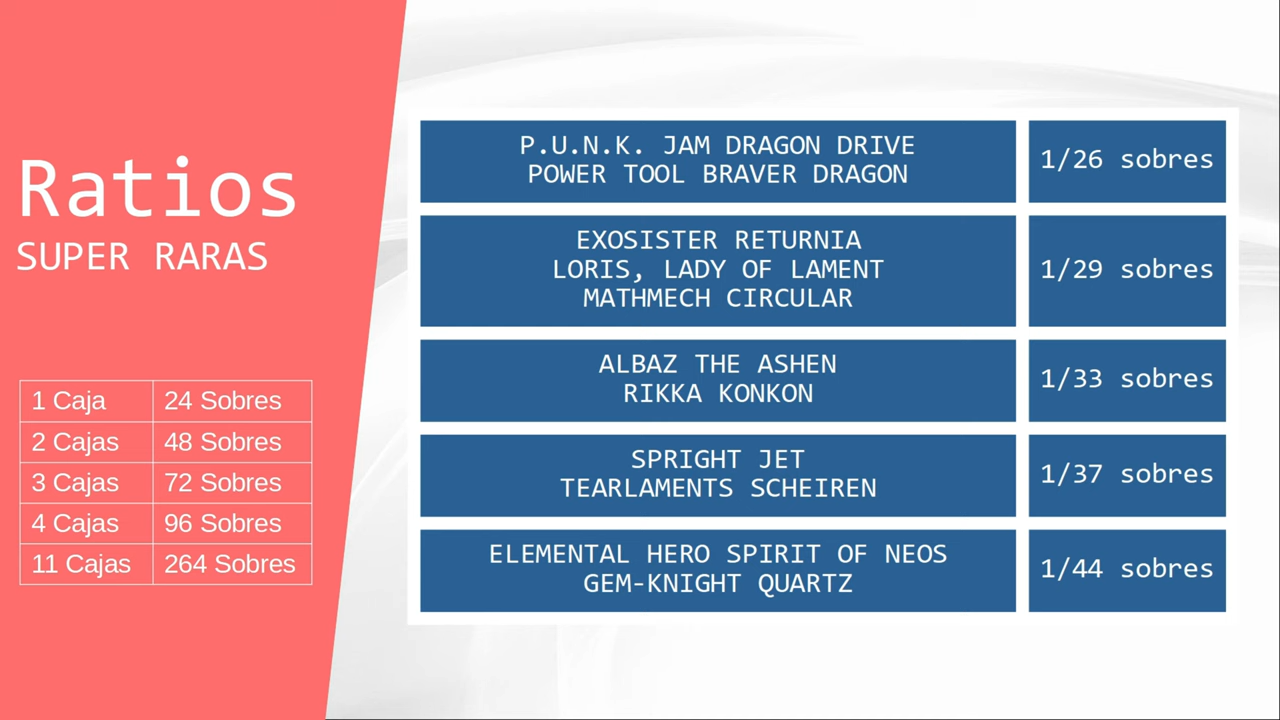 Ratios
SUPER RARAS
1 Caja 24 Sobres
2 Cajas 48 Sobres
3 Cajas 72 Sobres
4 Cajas 96 Sobres
11 Cajas 264 Sobres
P.U.N.K. JAM DRAGON DRIVE
POWER TOOL BRAVER DRAGON
1/26 sobres
EXOSISTER RETURNIA
LORIS, LADY OF LAMENT
MATHMECH CIRCULAR
1/29 sobres
ALBAZ THE ASHEN
RIKKA KONKON
1/33 sobres
SPRIGHT JET
TEARLAMENTS SCHEIREN
1/37 sobres
ELEMENTAL HERO SPIRIT OF NEOS
GEM-KNIGHT QUARTZ
1/44 sobres